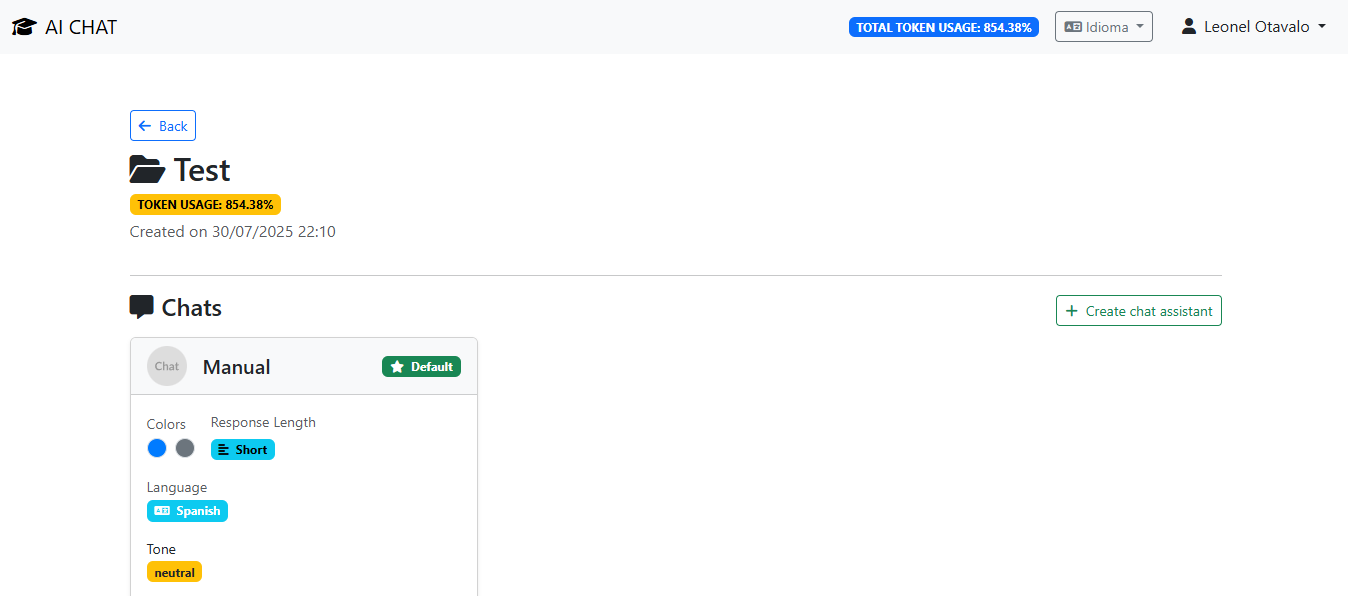 AI CHAT
TOTAL TOKEN USAGE: 854.38%
Idioma
Leonel Otavalo
Back
Test
TOKEN USAGE: 854.38%
Created on 30/07/2025 22:10
Chats
Create chat assistant
Chat
Manual
Default
Colors
Response Length
Short
Language
Spanish
Tone
neutral